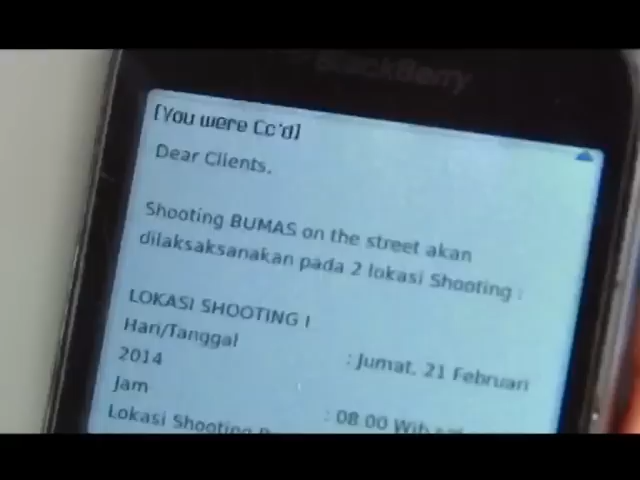 BlackBerry
[You were Cc'd]
Dear Clients,
Shooting BUMAS on the street akan
dilaksaksanakan pada 2 lokasi Shooting :
LOKASI SHOOTING I
Hari/Tanggal : Jumat, 21 Februari
2014
Jam : 08.00 Wib
Lokasi Shooting